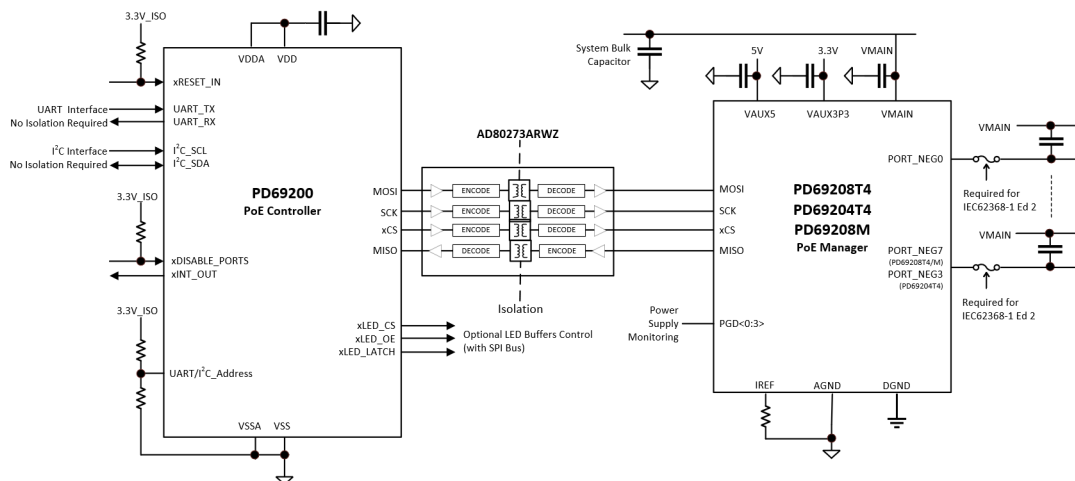 3.3V_ISO
VDDA
VDD
xRESET_IN
UART Interface
No Isolation Required
UART_TX
UART_RX
I²C Interface
No Isolation Required
I²C_SCL
I²C_SDA
3.3V_ISO
xDISABLE_PORTS
xINT_OUT
3.3V_ISO
UART/I²C_Address
VSSA
VSS
PD69200
PoE Controller
MOSI
SCK
xCS
MISO
xLED_CS
xLED_OE
xLED_LATCH
Optional LED Buffers Control
(with SPI Bus)
AD80273ARWZ
ENCODE
DECODE
ENCODE
DECODE
ENCODE
DECODE
DECODE
ENCODE
Isolation
System Bulk
Capacitor
5V
3.3V
VMAIN
VAUX5
VAUX3P3
VMAIN
MOSI
SCK
xCS
MISO
PD69208T4
PD69204T4
PD69208M
PoE Manager
Power
Supply
Monitoring
PGD<0:3>
IREF
AGND
DGND
PORT_NEG0
PORT_NEG7
(PD69208T4/M)
PORT_NEG3
(PD69204T4)
VMAIN
Required for
IEC62368-1 Ed 2
VMAIN
Required for
IEC62368-1 Ed 2